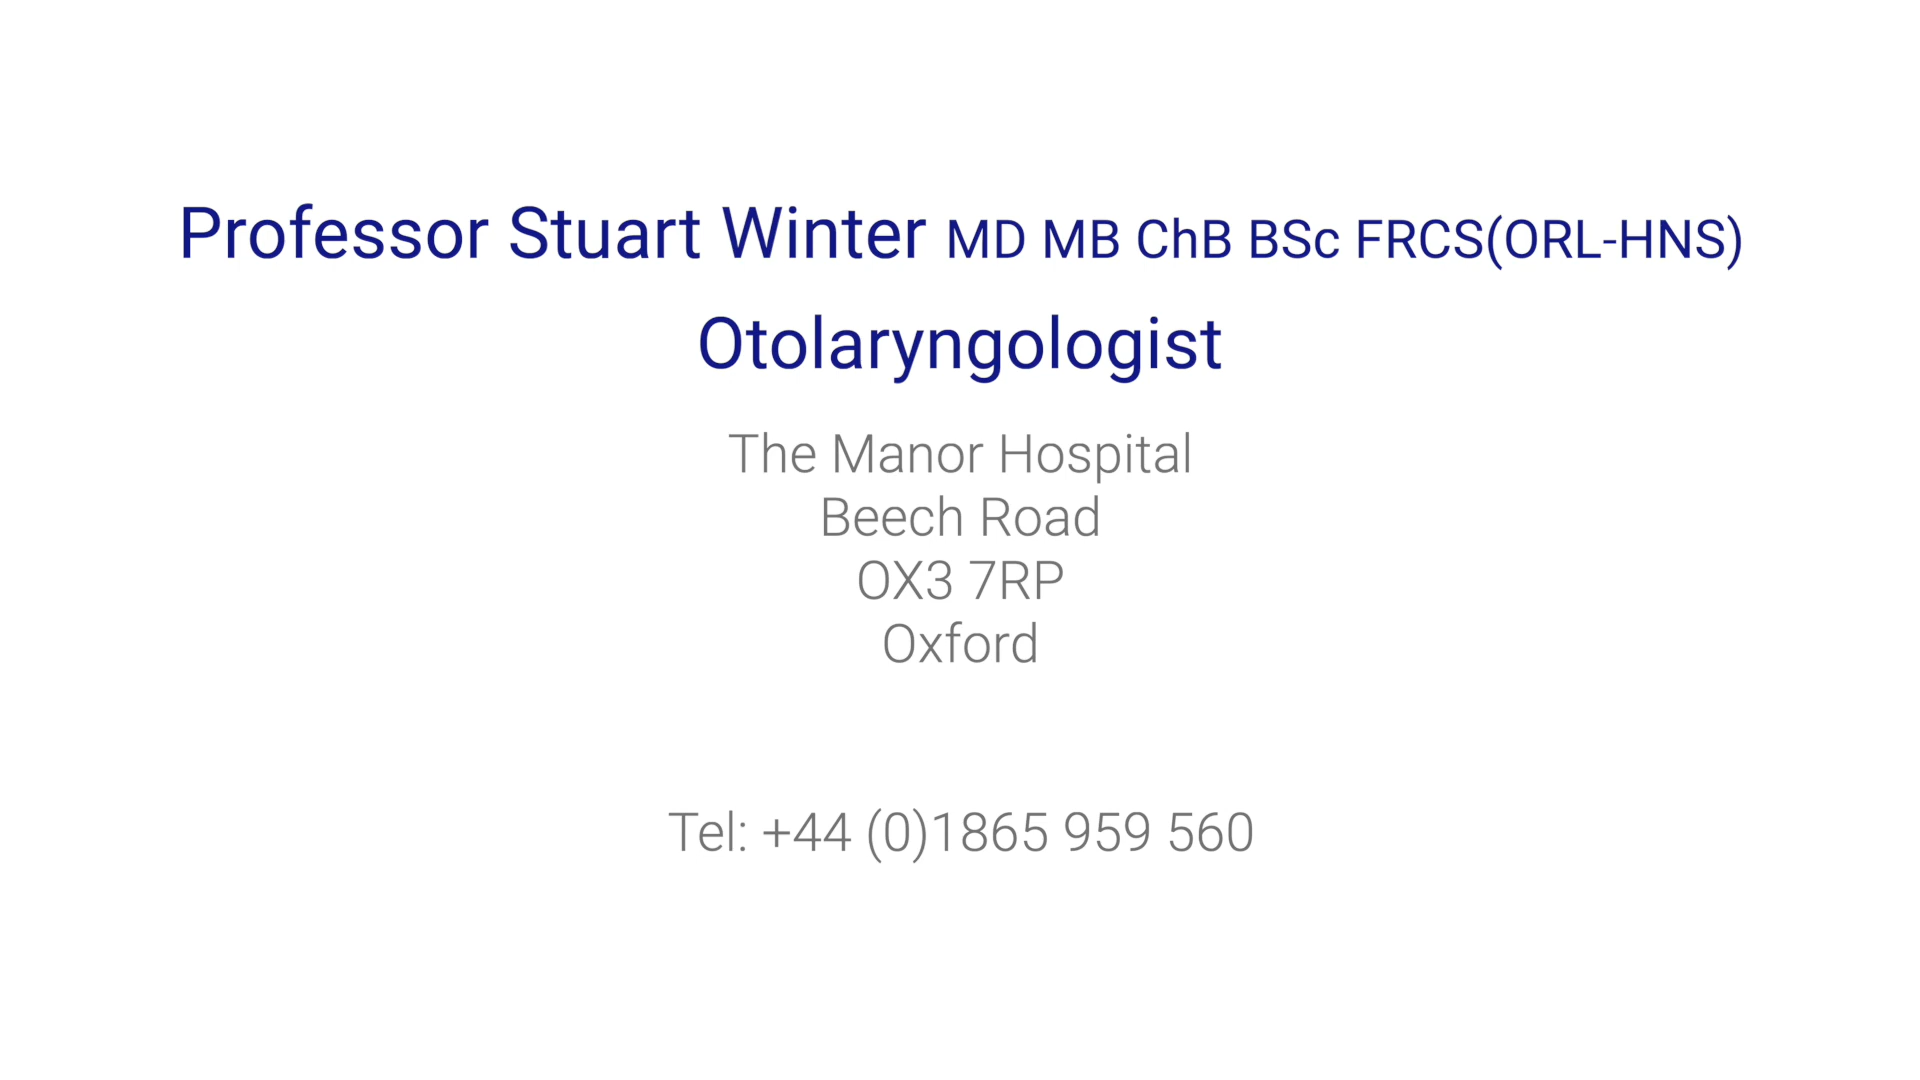 Professor Stuart Winter MD MB ChB BSc FRCS(ORL-HNS)
Otolaryngologist
The Manor Hospital
Beech Road
OX3 7RP
Oxford
Tel: +44 (0)1865 959 560